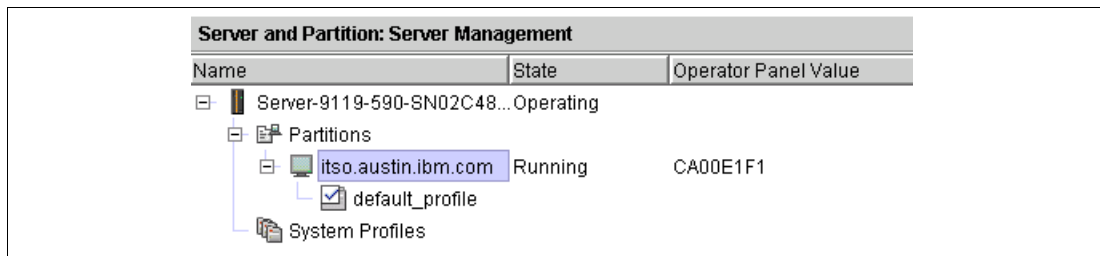 Server and Partition: Server Management
Name State Operator Panel Value
Server-9119-590-SN02C48...Operating
Partitions
itso.austin.ibm.com Running CA00E1F1
default_profile
System Profiles